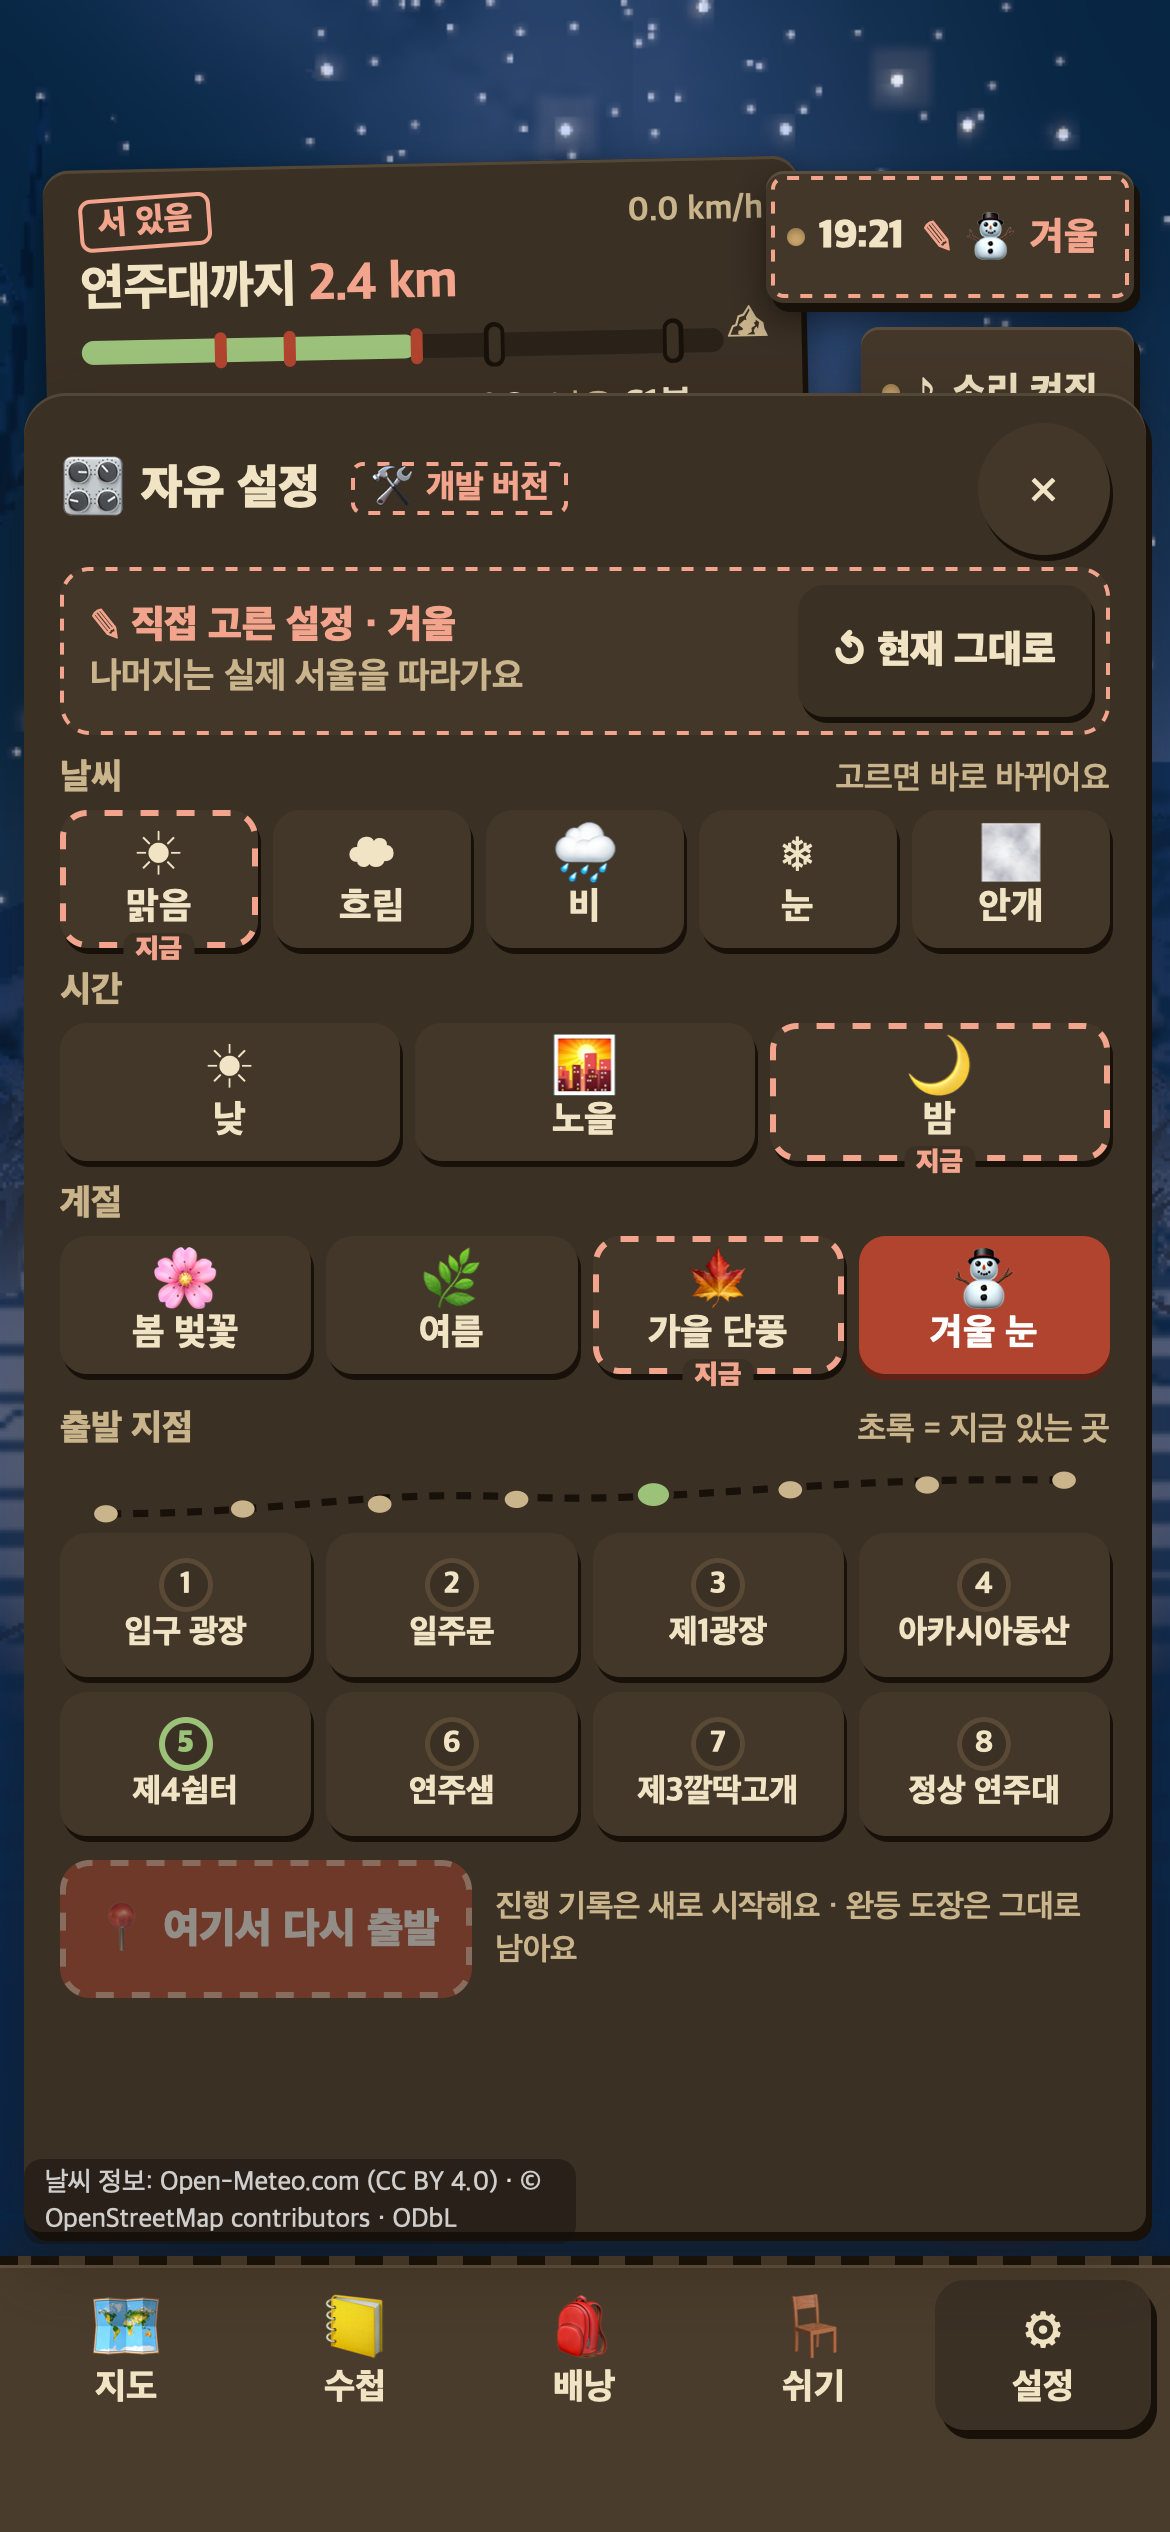 서 있음
0.0 km/h
연주대까지 2.4 km
19:21 ✎ 겨울
♪ 소리 켜짐
자유 설정
개발 버전
×
✎ 직접 고른 설정 · 겨울
나머지는 실제 서울을 따라가요
↺ 현재 그대로
날씨
고르면 바로 바뀌어요
맑음
흐림
비
눈
안개
지금
시간
낮
노을
밤
지금
계절
봄 벚꽃
여름
가을 단풍
겨울 눈
지금
출발 지점
초록 = 지금 있는 곳
1
2
3
4
입구 광장
일주문
제1광장
아카시아동산
5
6
7
8
제4쉼터
연주샘
제3깔딱고개
정상 연주대
여기서 다시 출발
진행 기록은 새로 시작해요 · 완등 도장은 그대로
남아요
날씨 정보: Open-Meteo.com (CC BY 4.0) · ©
OpenStreetMap contributors · ODbL
지도
수첩
배낭
쉬기
설정